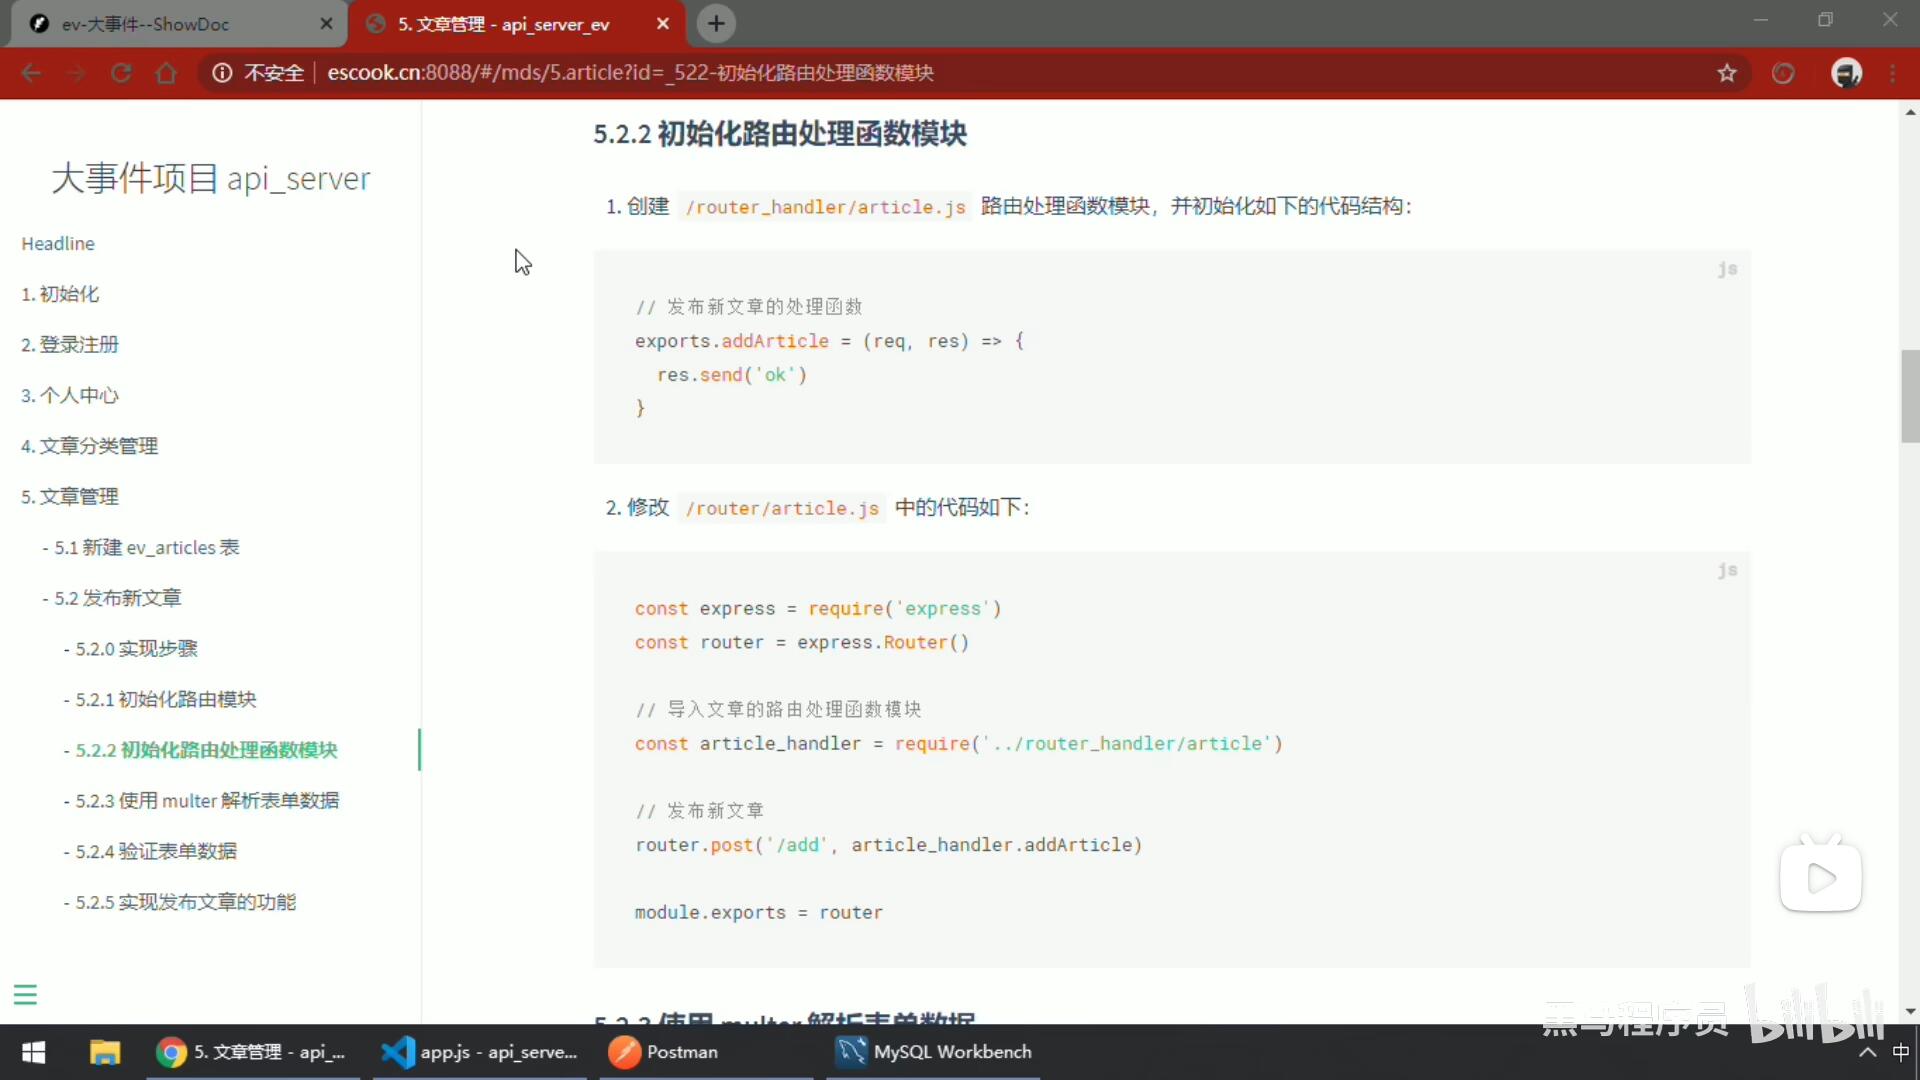 ev-大事件--ShowDoc
5. 文章管理 - api_server_ev
不安全
escook.cn:8088/#/mds/5.article?id=_522-初始化路由处理函数模块
大事件项目 api_server
Headline
1. 初始化
2. 登录注册
3. 个人中心
4. 文章分类管理
5. 文章管理
- 5.1 新建 ev_articles 表
- 5.2 发布新文章
- 5.2.0 实现步骤
- 5.2.1 初始化路由模块
- 5.2.2 初始化路由处理函数模块
- 5.2.3 使用 multer 解析表单数据
- 5.2.4 验证表单数据
- 5.2.5 实现发布文章的功能
5.2.2 初始化路由处理函数模块
1. 创建 /router_handler/article.js 路由处理函数模块，并初始化如下的代码结构：
js
// 发布新文章的处理函数
exports.addArticle = (req, res) => {
res.send('ok')
}
2. 修改 /router/article.js 中的代码如下：
js
const express = require('express')
const router = express.Router()
// 导入文章的路由处理函数模块
const article_handler = require('../router_handler/article')
// 发布新文章
router.post('/add', article_handler.addArticle)
module.exports = router
5.2.3 使用 multer 解析表单数据
黑马程序员 bilibili
5. 文章管理 - api_...
app.js - api_serve...
Postman
MySQL Workbench
中